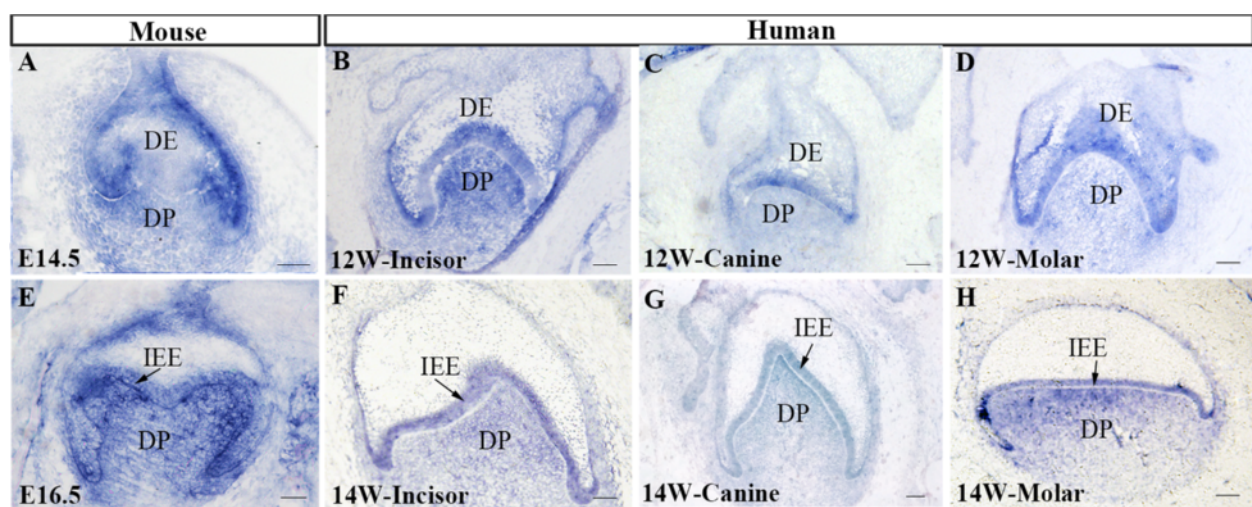 Mouse
Human
A
DE
DP
E14.5
B
DE
DP
12W-Incisor
C
DE
DP
12W-Canine
D
DE
DP
12W-Molar
E
IEE
DP
E16.5
F
IEE
DP
14W-Incisor
G
IEE
DP
14W-Canine
H
IEE
DP
14W-Molar